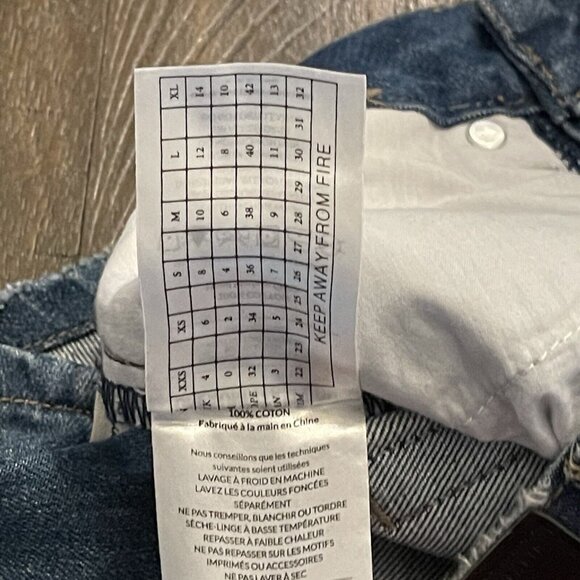 XXS XS S M L XL
4 6 8 10 12 14
0 2 4 6 8 10
32 34 36 38 40 42
3 5 7 9 11 13
22 23 24 25 26 27 28 29 30 31 32
KEEP AWAY FROM FIRE
100% COTON
Fabriqué à la main en Chine
Nous conseillons que les techniques
suivantes soient utilisées
LAVAGE À FROID EN MACHINE
LAVEZ LES COULEURS FONCÉES
SÉPARÉMENT
NE PAS TREMPER, BLANCHIR OU TORDRE
SÈCHE-LINGE À BASSE TEMPÉRATURE
REPASSER À FAIBLE CHALEUR
NE PAS REPASSER SUR LES MOTIFS
IMPRIMÉS OU ACCESSOIRES
NE PAS LAVER À SEC